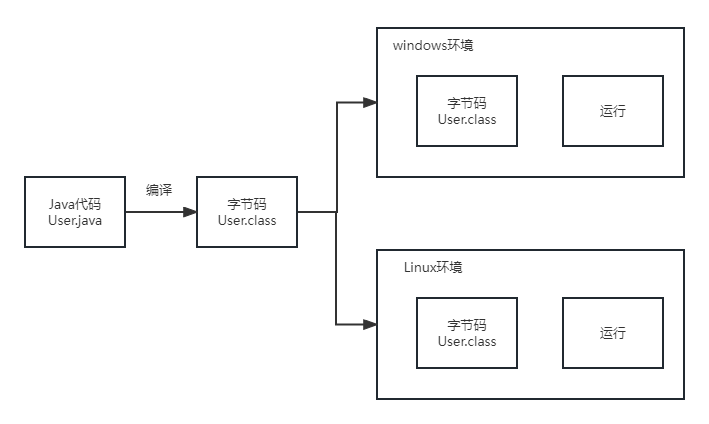 windows环境
字节码
User.class
运行
Java代码
User.java
编译
字节码
User.class
Linux环境
字节码
User.class
运行